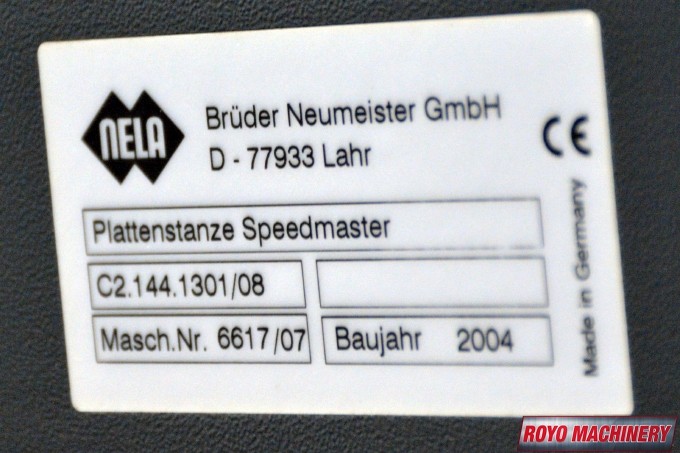 NELA
Brüder Neumeister GmbH
D - 77933 Lahr
CE
Plattenstanze Speedmaster
C2.144.1301/08
Masch.Nr. 6617/07
Baujahr 2004
Made in Germany
ROYO MACHINERY